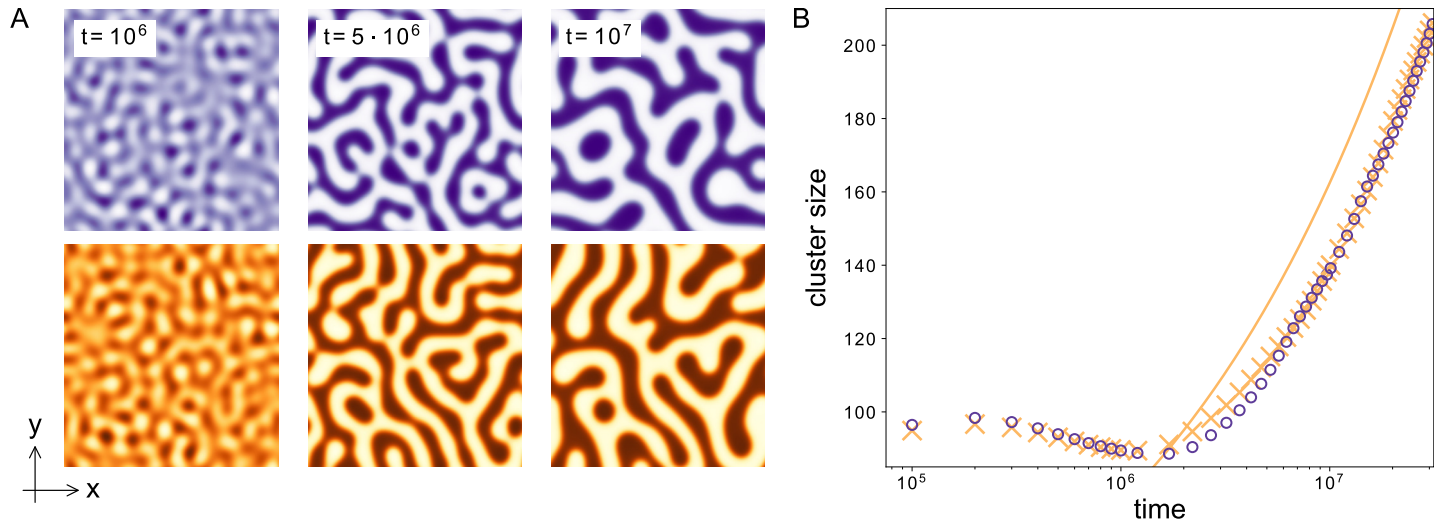 A
t = 10⁶
t = 5 · 10⁶
t = 10⁷
y
x
B
cluster size
200
180
160
140
120
100
10⁵
10⁶
10⁷
time